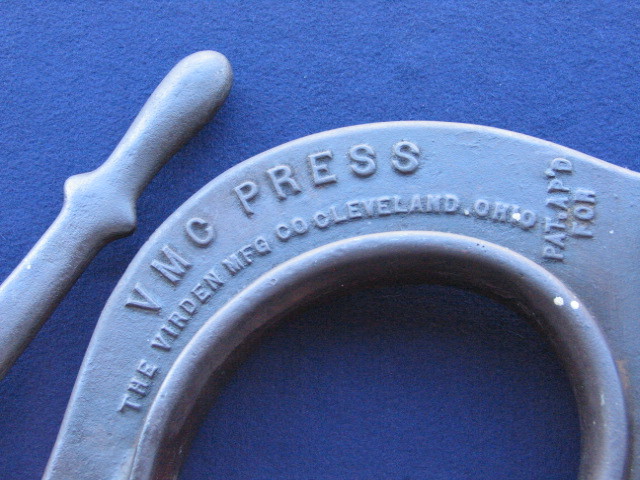 VMC PRESS
THE VIRDEN MFG CO CLEVELAND, OHIO
PAT. AP'D
FOR